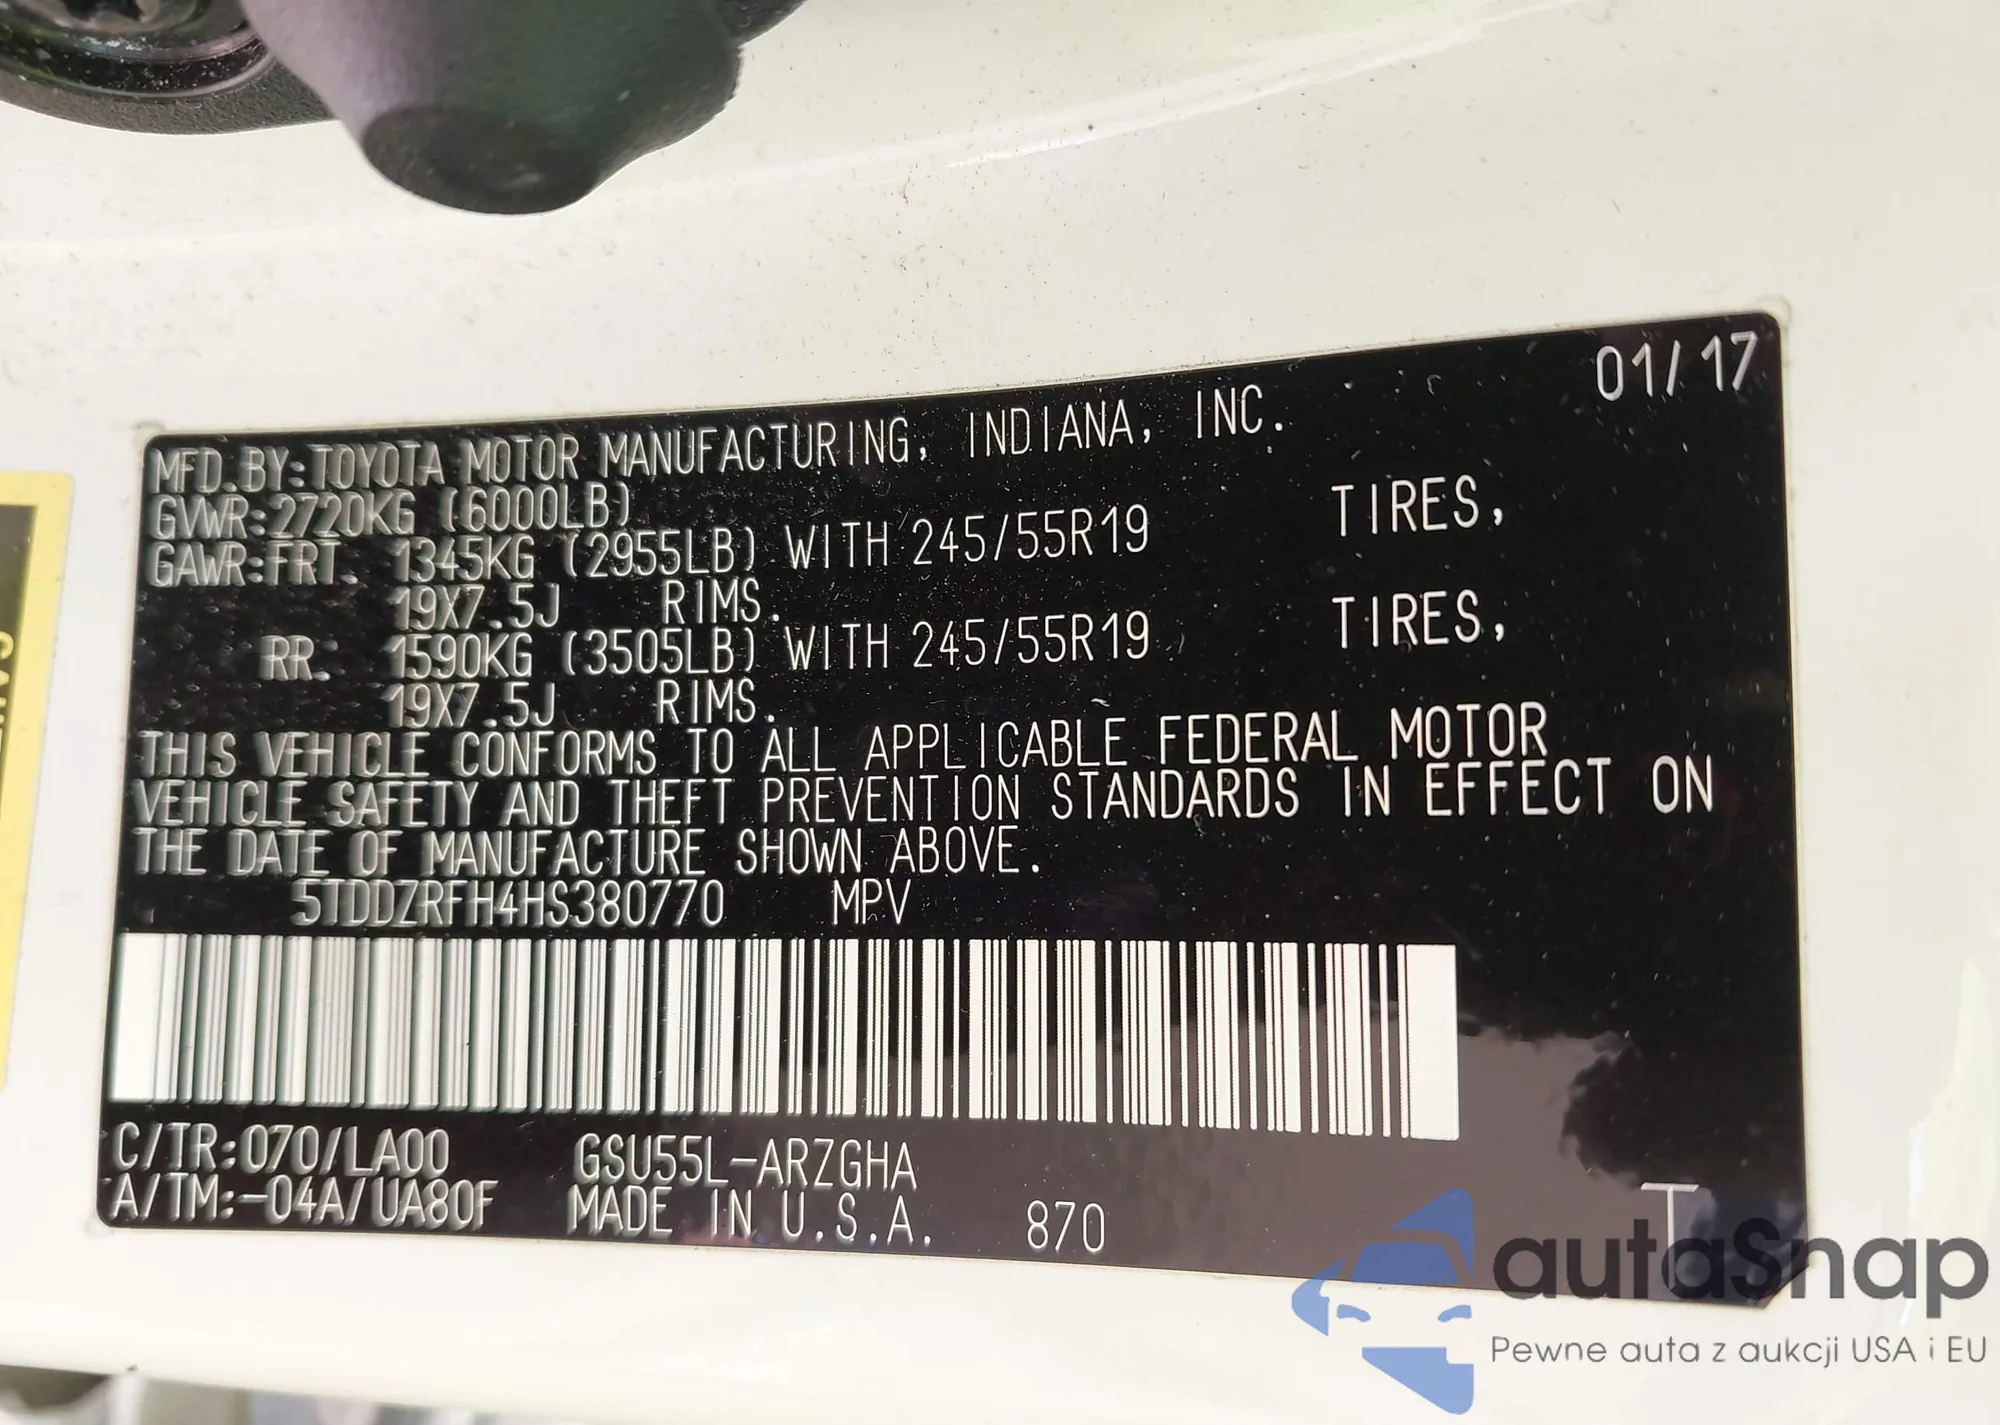 01/17
MFD.BY:TOYOTA MOTOR MANUFACTURING, INDIANA, INC.
GVWR:2720KG (6000LB)
GAWR:FRT. 1345KG (2955LB) WITH 245/55R19 TIRES,
19X7.5J RIMS.
RR: 1590KG (3505LB) WITH 245/55R19 TIRES,
19X7.5J RIMS.
THIS VEHICLE CONFORMS TO ALL APPLICABLE FEDERAL MOTOR
VEHICLE SAFETY AND THEFT PREVENTION STANDARDS IN EFFECT ON
THE DATE OF MANUFACTURE SHOWN ABOVE.
5TDDZRFH4HS380770 MPV
C/TR:070/LA00 GSU55L-ARZGHA
A/TM:-04A/UA80F MADE IN U.S.A. 870 T
autaSnap
Pewne auta z aukcji USA i EU